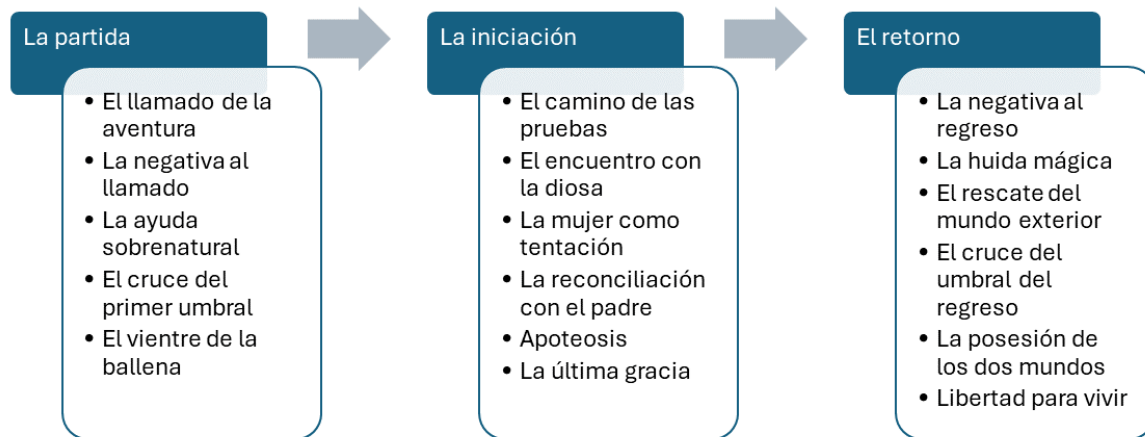 La partida
• El llamado de la
aventura
• La negativa al
llamado
• La ayuda
sobrenatural
• El cruce del
primer umbral
• El vientre de la
ballena
La iniciación
• El camino de las
pruebas
• El encuentro con
la diosa
• La mujer como
tentación
• La reconciliación
con el padre
• Apoteosis
• La última gracia
El retorno
• La negativa al
regreso
• La huida mágica
• El rescate del
mundo exterior
• El cruce del
umbral del
regreso
• La posesión de
los dos mundos
• Libertad para vivir